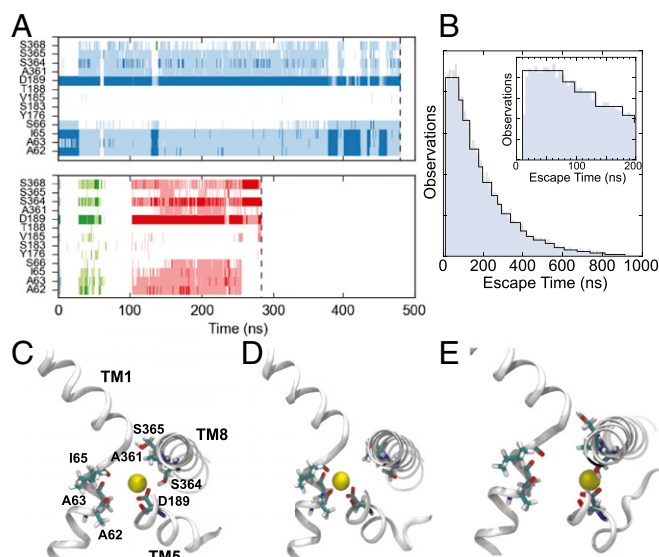 A
B
S368
S365
S364
A361
D189
T188
V185
S183
Y176
S66
I65
A63
A62
S368
S365
S364
A361
D189
T188
V185
S183
Y176
S66
I65
A63
A62
0 100 200 300 400 500
Time (ns)
Observations
0 200 400 600 800 1000
Escape Time (ns)
Observations
0 50 100 150 200
Escape Time (ns)
C
D
E
TM1
S365
TM8
A361
I65
S364
A63
D189
A62
TM5